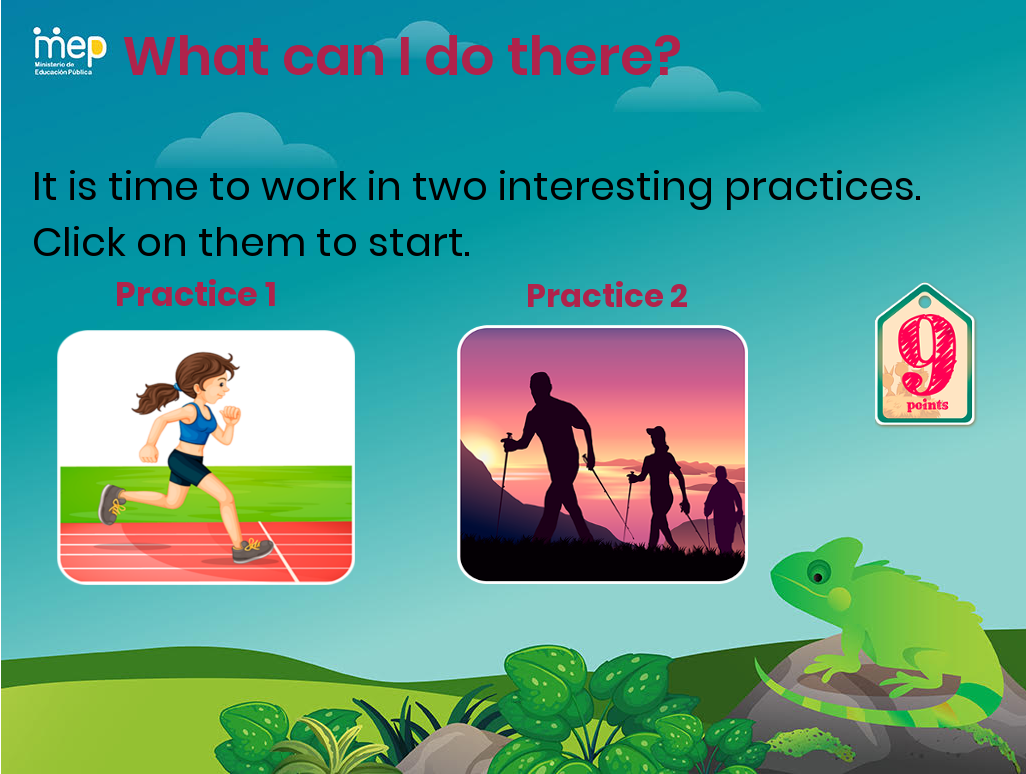 mep
Ministerio de
Educación Pública
What can I do there?
It is time to work in two interesting practices.
Click on them to start.
Practice 1
Practice 2
9
points